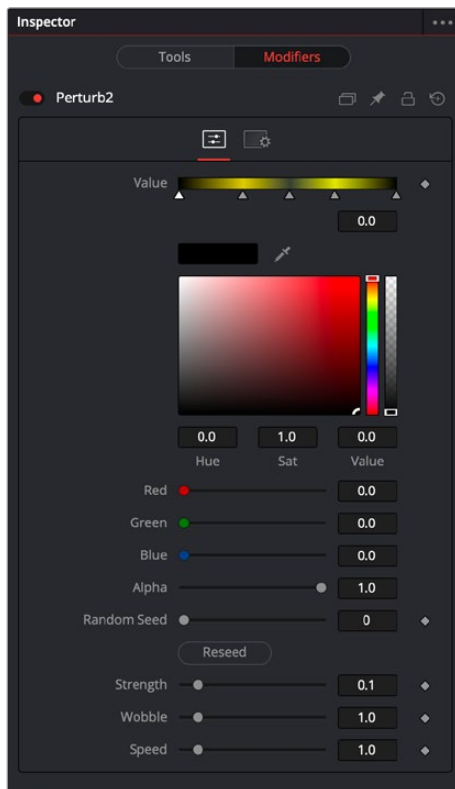 Inspector
Tools Modifiers
Perturb2
Value
0.0
0.0 1.0 0.0
Hue Sat Value
Red 0.0
Green 0.0
Blue 0.0
Alpha 1.0
Random Seed 0
Reseed
Strength 0.1
Wobble 1.0
Speed 1.0